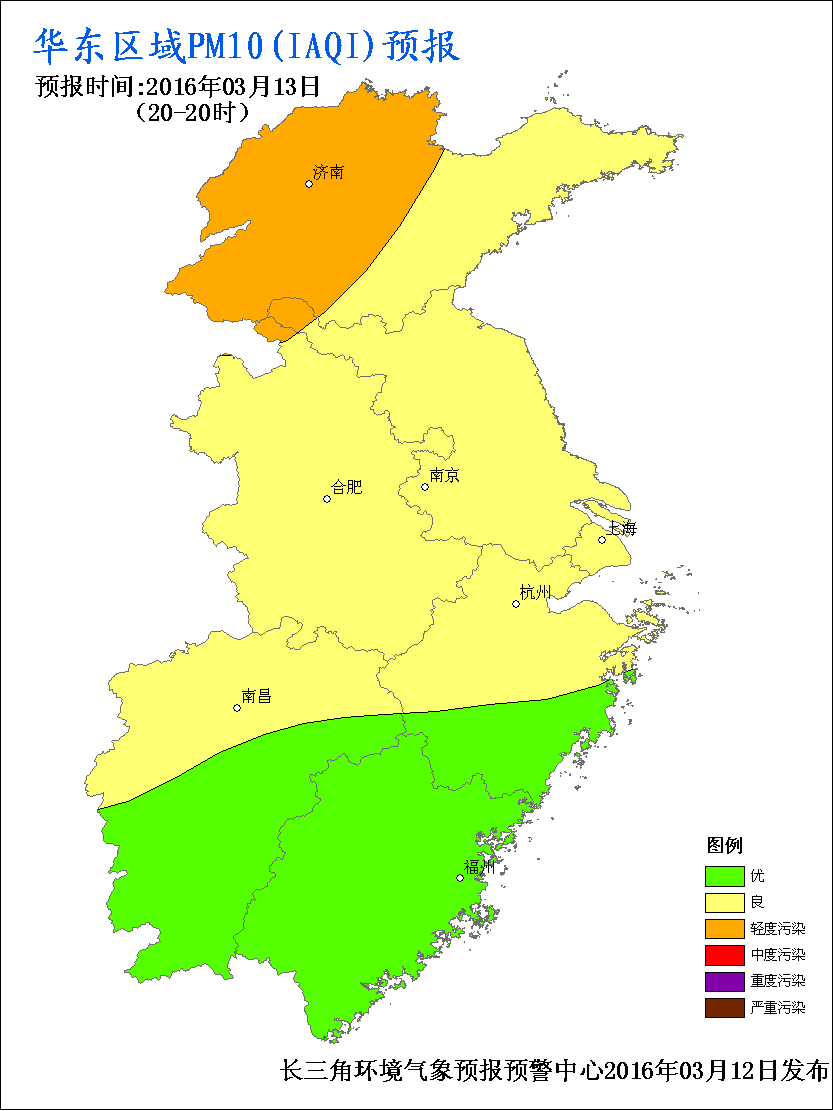 华东区域PM10(IAQI)预报
预报时间:2016年03月13日
(20-20时)
济南
南京
合肥
上海
杭州
南昌
福州
图例
优
良
轻度污染
中度污染
重度污染
严重污染
长三角环境气象预报预警中心2016年03月12日发布